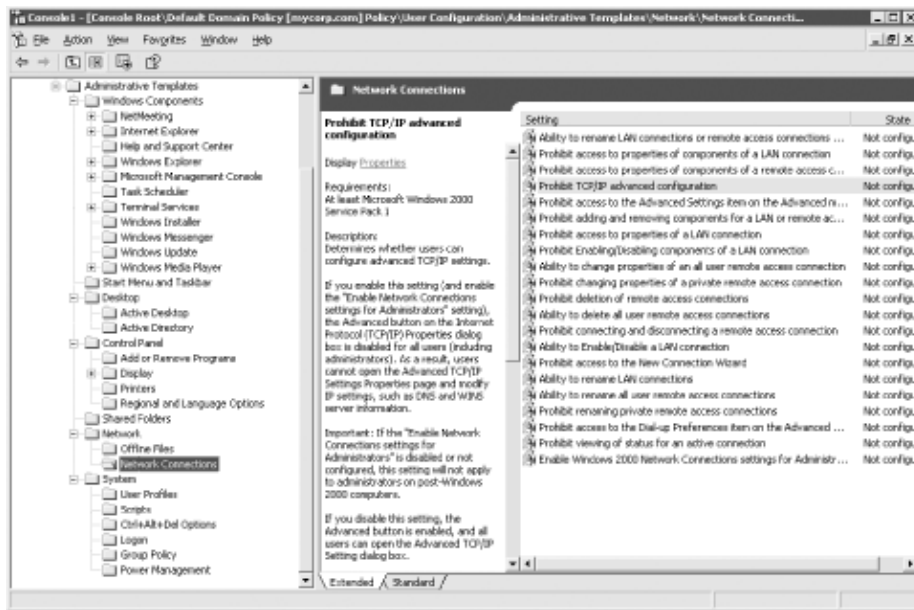 Console1 - [Console Root\Default Domain Policy [mycorp.com] Policy\User Configuration\Administrative Templates\Network\Network Connecti...
File Action View Favorites Window Help
Administrative Templates
Windows Components
NetMeeting
Internet Explorer
Help and Support Center
Windows Explorer
Microsoft Management Console
Task Scheduler
Terminal Services
Windows Installer
Windows Messenger
Windows Update
Windows Media Player
Start Menu and Taskbar
Desktop
Active Desktop
Active Directory
Control Panel
Add or Remove Programs
Display
Printers
Regional and Language Options
Shared Folders
Network
Offline Files
Network Connections
System
User Profiles
Scripts
Ctrl+Alt+Del Options
Logon
Group Policy
Power Management
Network Connections
Prohibit TCP/IP advanced
configuration
Display Properties
Requirements:
At least Microsoft Windows 2000
Service Pack 1
Description:
Determines whether users can
configure advanced TCP/IP settings.
If you enable this setting (and enable
the "Enable Network Connections
settings for Administrators" setting),
the Advanced button on the Internet
Protocol (TCP/IP) Properties dialog
box is disabled for all users (including
administrators). As a result, users
cannot open the Advanced TCP/IP
Settings Properties page and modify
IP settings, such as DNS and WINS
server information.
Important: If the "Enable Network
Connections settings for
Administrators" is disabled or not
configured, this setting will not apply
to administrators on post-Windows
2000 computers.
If you disable this setting, the
Advanced button is enabled, and all
users can open the Advanced TCP/IP
Setting dialog box.
Setting State
Ability to rename LAN connections or remote access connections ... Not configu
Prohibit access to properties of components of a LAN connection Not configu
Prohibit access to properties of components of a remote access c... Not configu
Prohibit TCP/IP advanced configuration Not configu
Prohibit access to the Advanced Settings item on the Advanced m... Not configu
Prohibit adding and removing components for a LAN or remote ac... Not configu
Prohibit access to properties of a LAN connection Not configu
Prohibit Enabling/Disabling components of a LAN connection Not configu
Ability to change properties of an all user remote access connection Not configu
Prohibit changing properties of a private remote access connection Not configu
Prohibit deletion of remote access connections Not configu
Ability to delete all user remote access connections Not configu
Prohibit connecting and disconnecting a remote access connection Not configu
Ability to Enable/Disable a LAN connection Not configu
Prohibit access to the New Connection Wizard Not configu
Ability to rename LAN connections Not configu
Ability to rename all user remote access connections Not configu
Prohibit renaming private remote access connections Not configu
Prohibit access to the Dial-up Preferences item on the Advanced ... Not configu
Prohibit viewing of status for an active connection Not configu
Enable Windows 2000 Network Connections settings for Administr... Not configu
Extended Standard